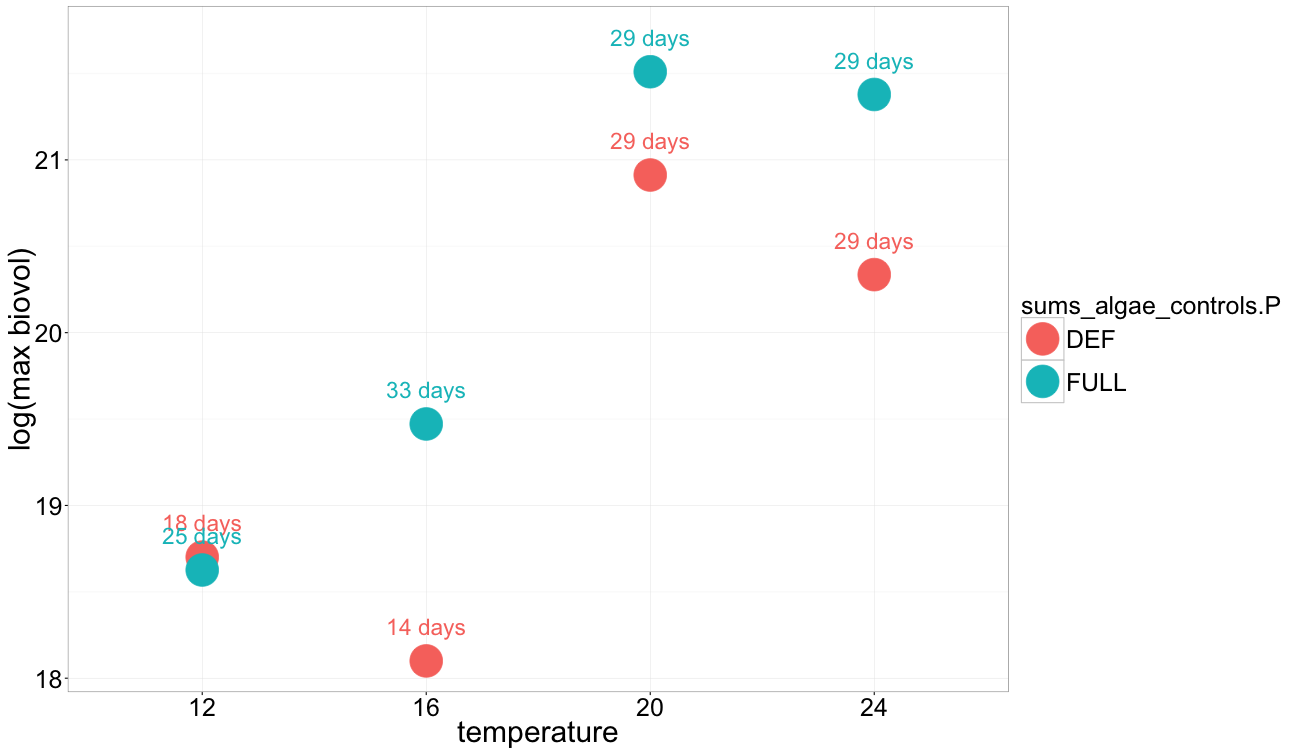 29 days
29 days
29 days
29 days
33 days
18 days
25 days
14 days
21
20
19
18
log(max biovol)
12
16
20
24
temperature
sums_algae_controls.P
DEF
FULL